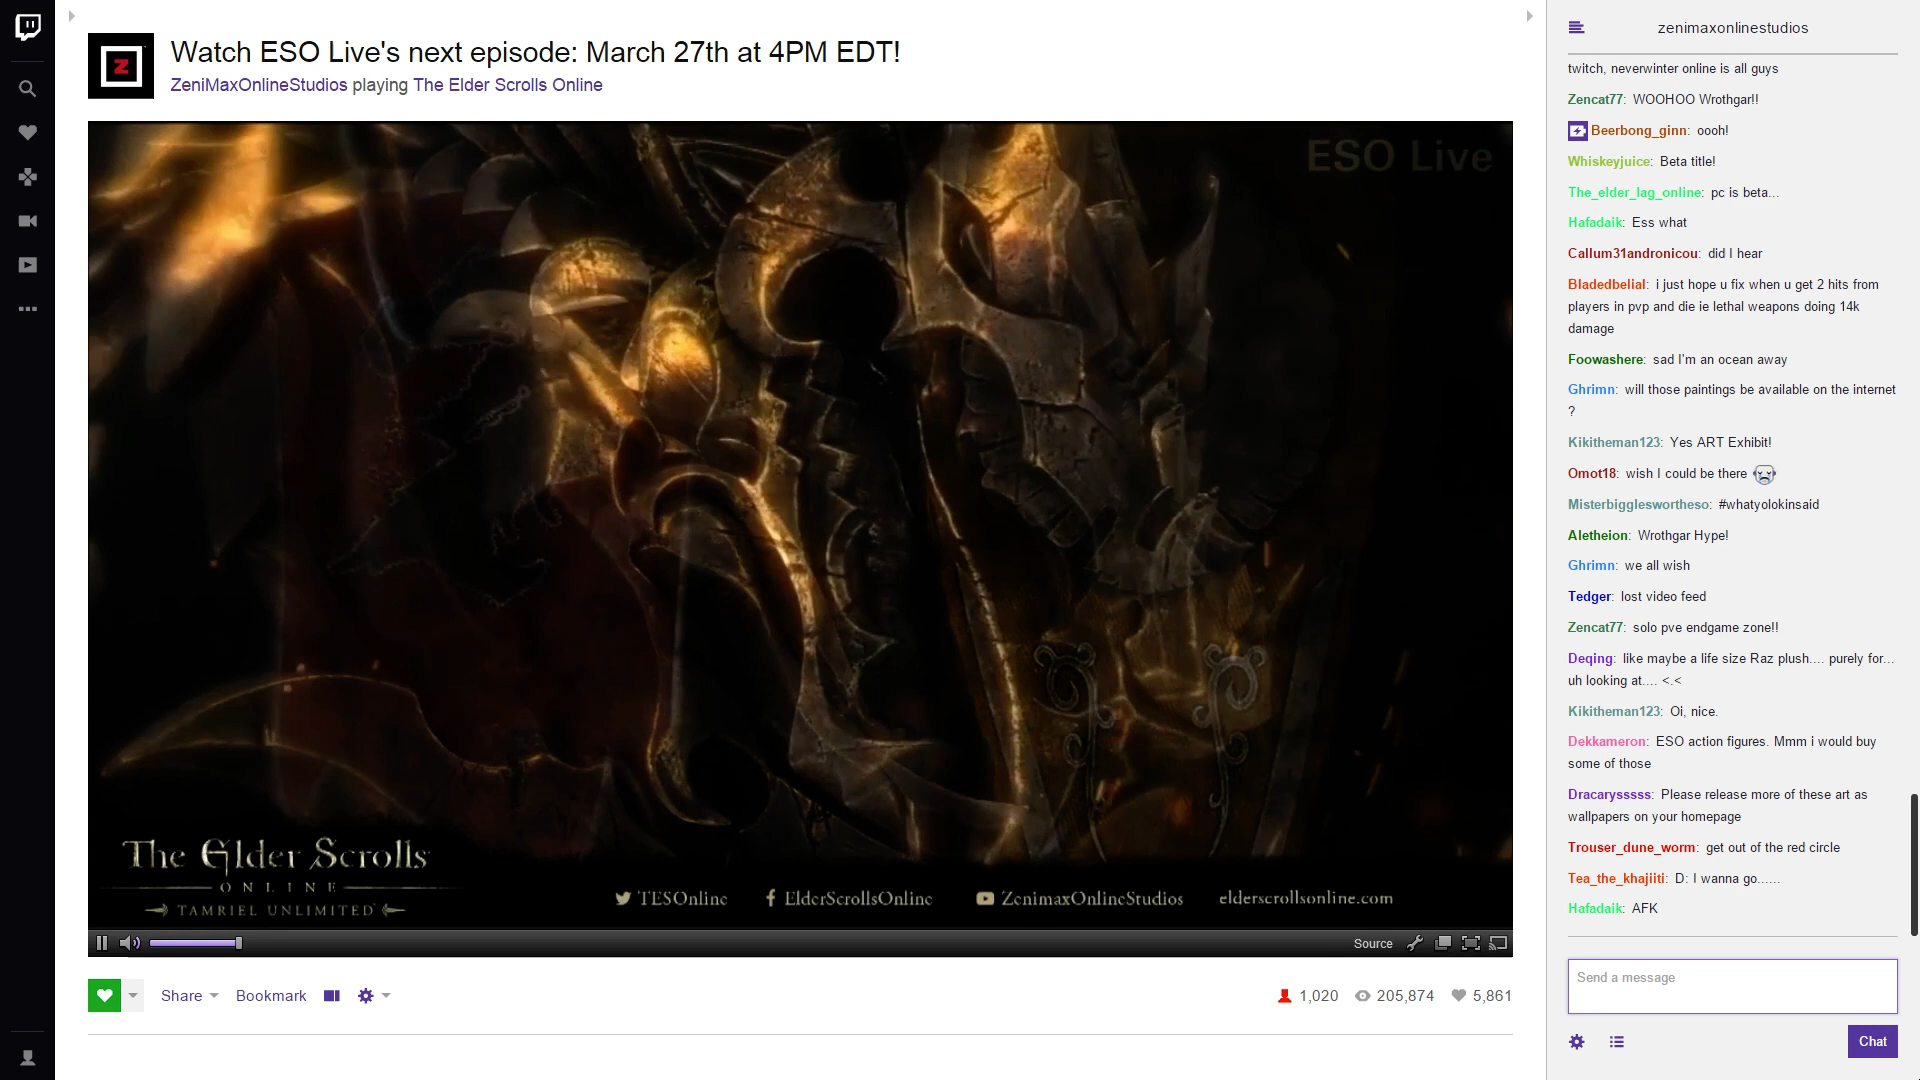 Watch ESO Live's next episode: March 27th at 4PM EDT!
ZeniMaxOnlineStudios playing The Elder Scrolls Online
Z
ESO Live
The Elder Scrolls
ONLINE
TAMRIEL UNLIMITED
TESOnline
ElderScrollsOnline
ZenimaxOnlineStudios
elderscrollsonline.com
Source
Share
Bookmark
1,020
205,874
5,861
zenimaxonlinestudios
twitch, neverwinter online is all guys
Zencat77: WOOHOO Wrothgar!!
Beerbong_ginn: oooh!
Whiskeyjuice: Beta title!
The_elder_lag_online: pc is beta...
Hafadaik: Ess what
Callum31andronicou: did I hear
Bladedbelial: i just hope u fix when u get 2 hits from
players in pvp and die ie lethal weapons doing 14k
damage
Foowashere: sad I'm an ocean away
Ghrimn: will those paintings be available on the internet
?
Kikitheman123: Yes ART Exhibit!
Omot18: wish I could be there
Misterbiggleswortheso: #whatyolokinsaid
Aletheion: Wrothgar Hype!
Ghrimn: we all wish
Tedger: lost video feed
Zencat77: solo pve endgame zone!!
Deqing: like maybe a life size Raz plush.... purely for...
uh looking at.... <.<
Kikitheman123: Oi, nice.
Dekkameron: ESO action figures. Mmm i would buy
some of those
Dracarysssss: Please release more of these art as
wallpapers on your homepage
Trouser_dune_worm: get out of the red circle
Tea_the_khajiiti: D: I wanna go......
Hafadaik: AFK
Send a message
Chat